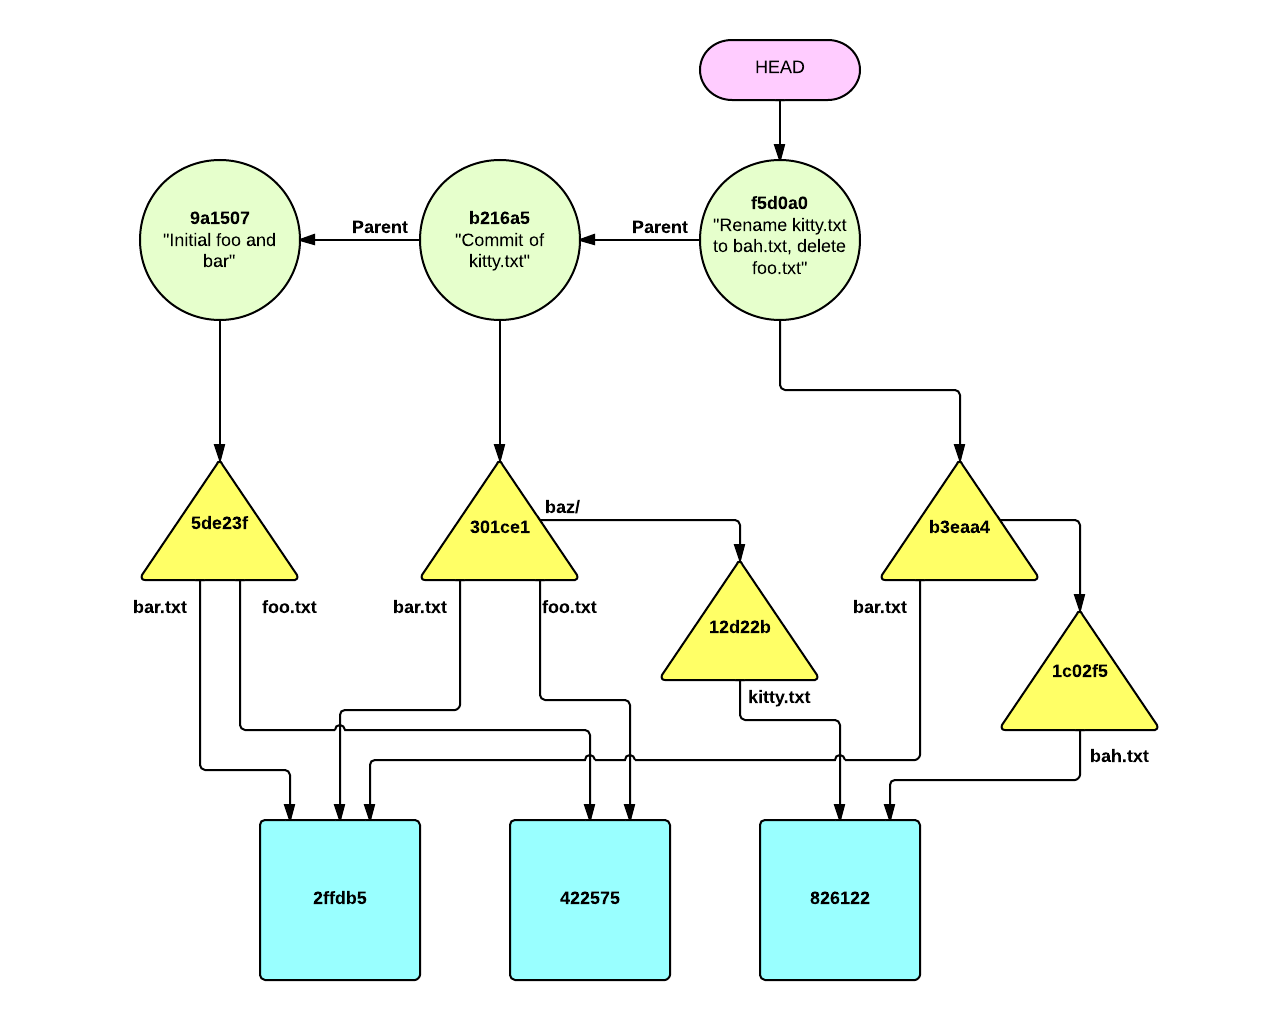 HEAD
9a1507
"Initial foo and
bar"
Parent
b216a5
"Commit of
kitty.txt"
Parent
f5d0a0
"Rename kitty.txt
to bah.txt, delete
foo.txt"
5de23f
301ce1
baz/
b3eaa4
bar.txt
foo.txt
bar.txt
foo.txt
12d22b
bar.txt
1c02f5
kitty.txt
bah.txt
2ffdb5
422575
826122